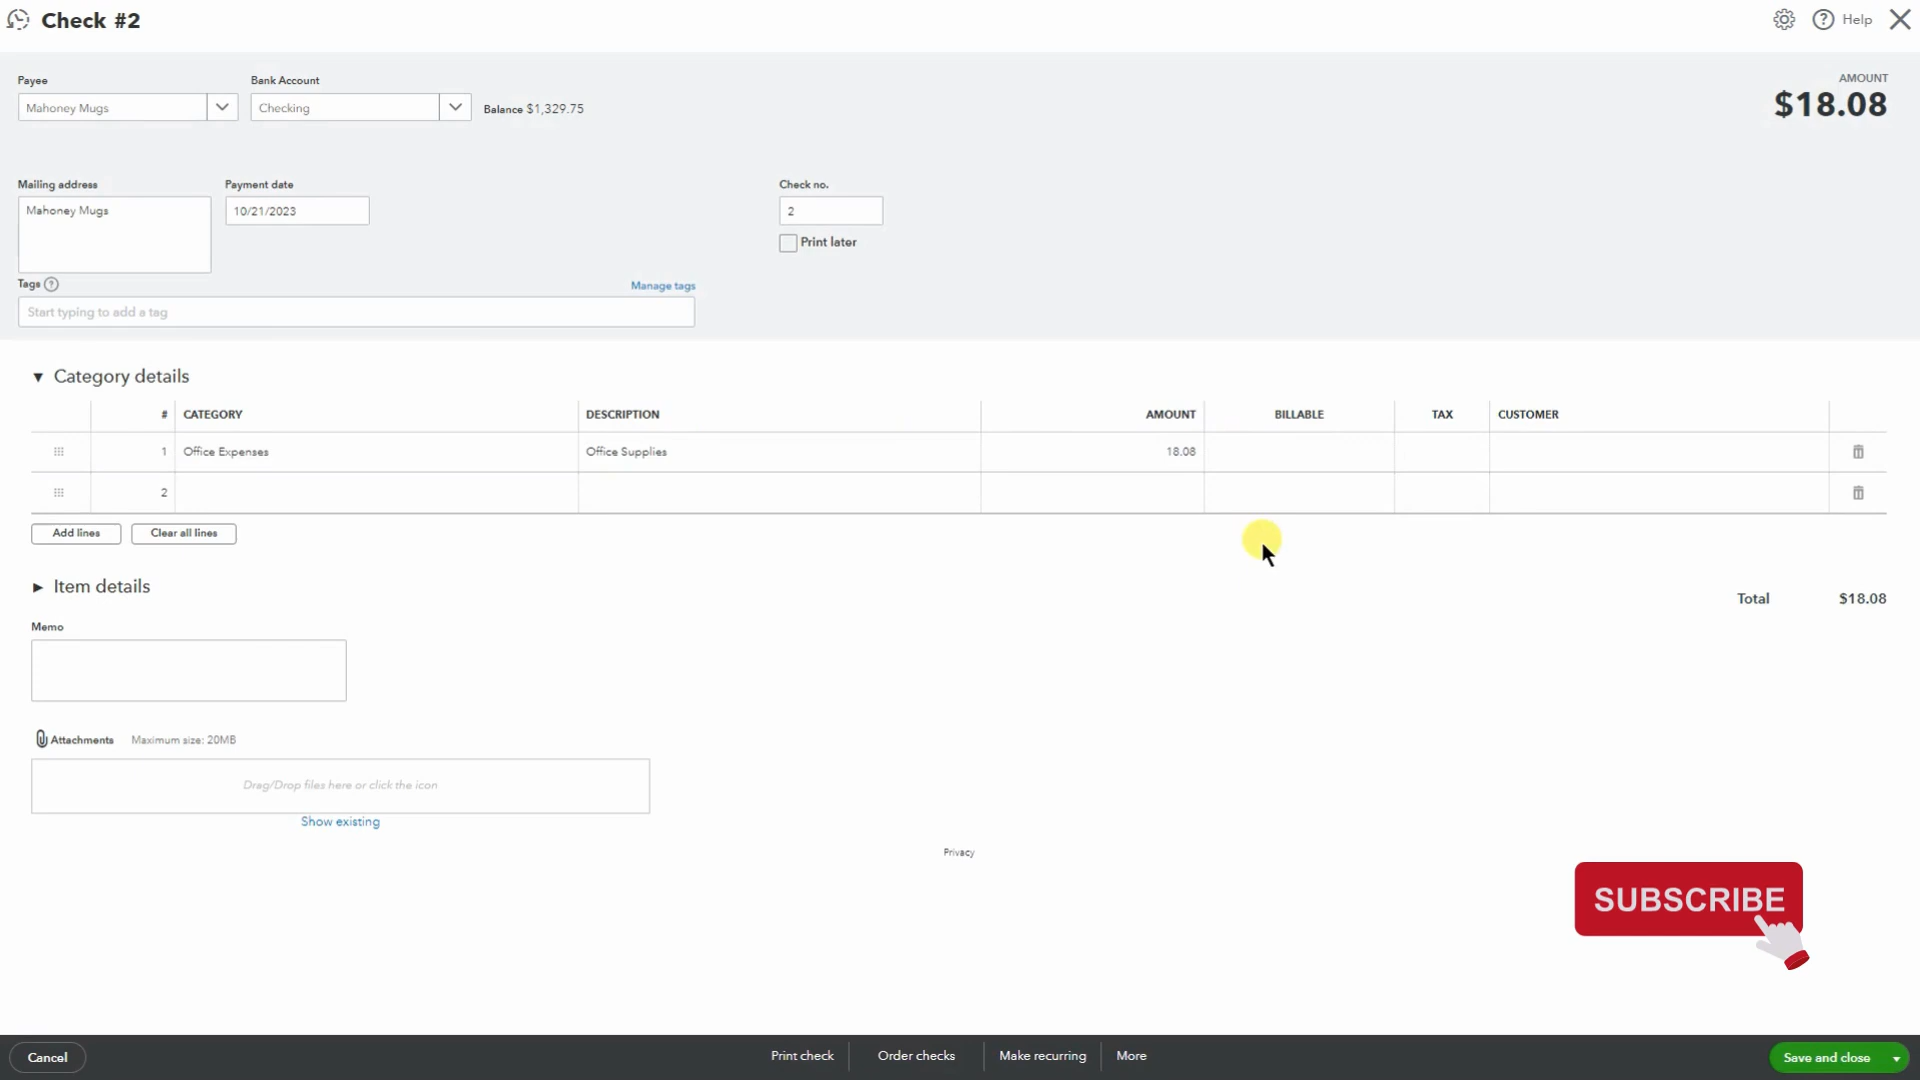 Check #2
Help
Payee
Bank Account
AMOUNT
Mahoney Mugs
Checking
Balance $1,329.75
$18.08
Mailing address
Payment date
Check no.
Mahoney Mugs
10/21/2023
2
Print later
Tags ?
Manage tags
Start typing to add a tag
Category details
# CATEGORY DESCRIPTION AMOUNT BILLABLE TAX CUSTOMER
1 Office Expenses Office Supplies 18.08
2
Add lines
Clear all lines
Item details
Total $18.08
Memo
Attachments Maximum size: 20MB
Drag/Drop files here or click the icon
Show existing
Privacy
SUBSCRIBE
Cancel
Print check
Order checks
Make recurring
More
Save and close